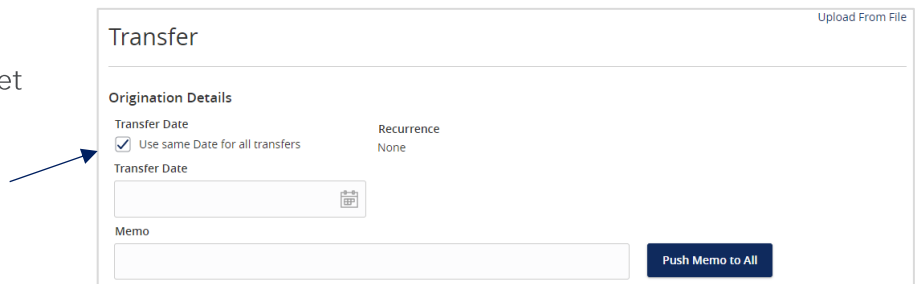 Upload From File
Transfer
et
Origination Details
Transfer Date
Recurrence
Use same Date for all transfers
None
Transfer Date
Memo
Push Memo to All